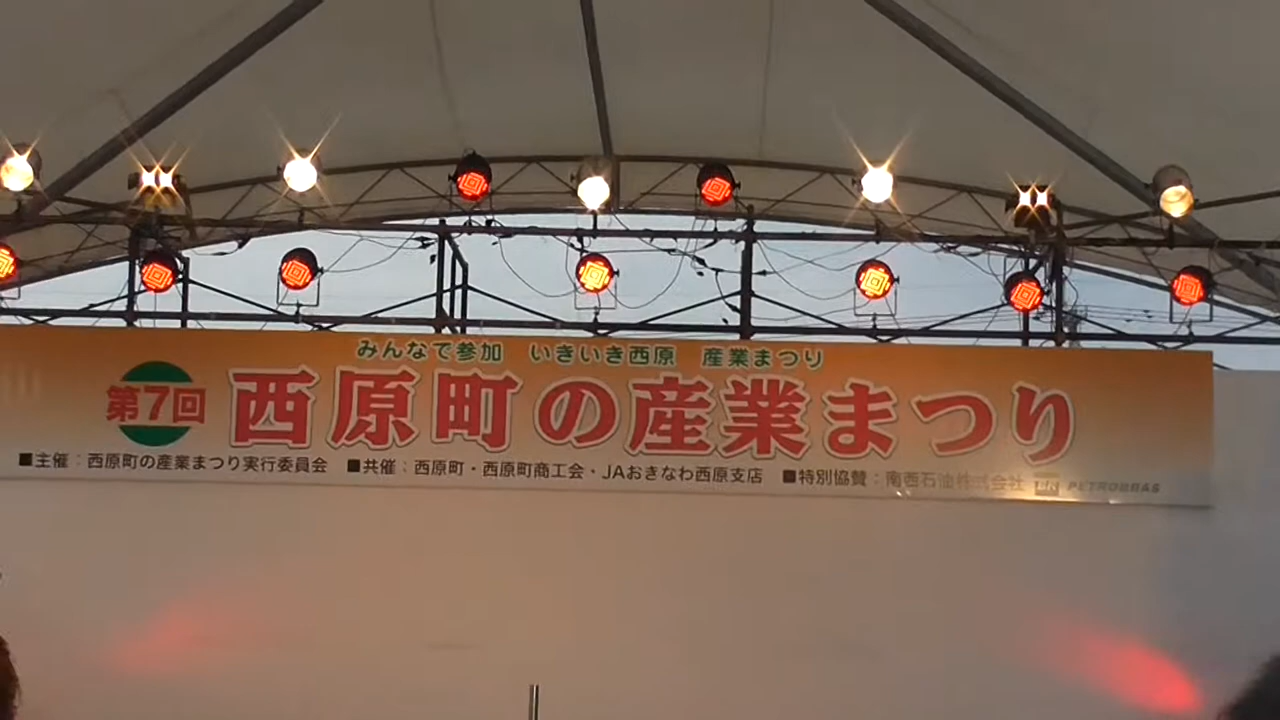 みんなで参加　いきいき西原　産業まつり
第7回 西原町の産業まつり
■主催：西原町の産業まつり実行委員会　■共催：西原町・西原町商工会・JAおきなわ西原支店　■特別協賛：南西石油株式会社 BR PETROBRAS